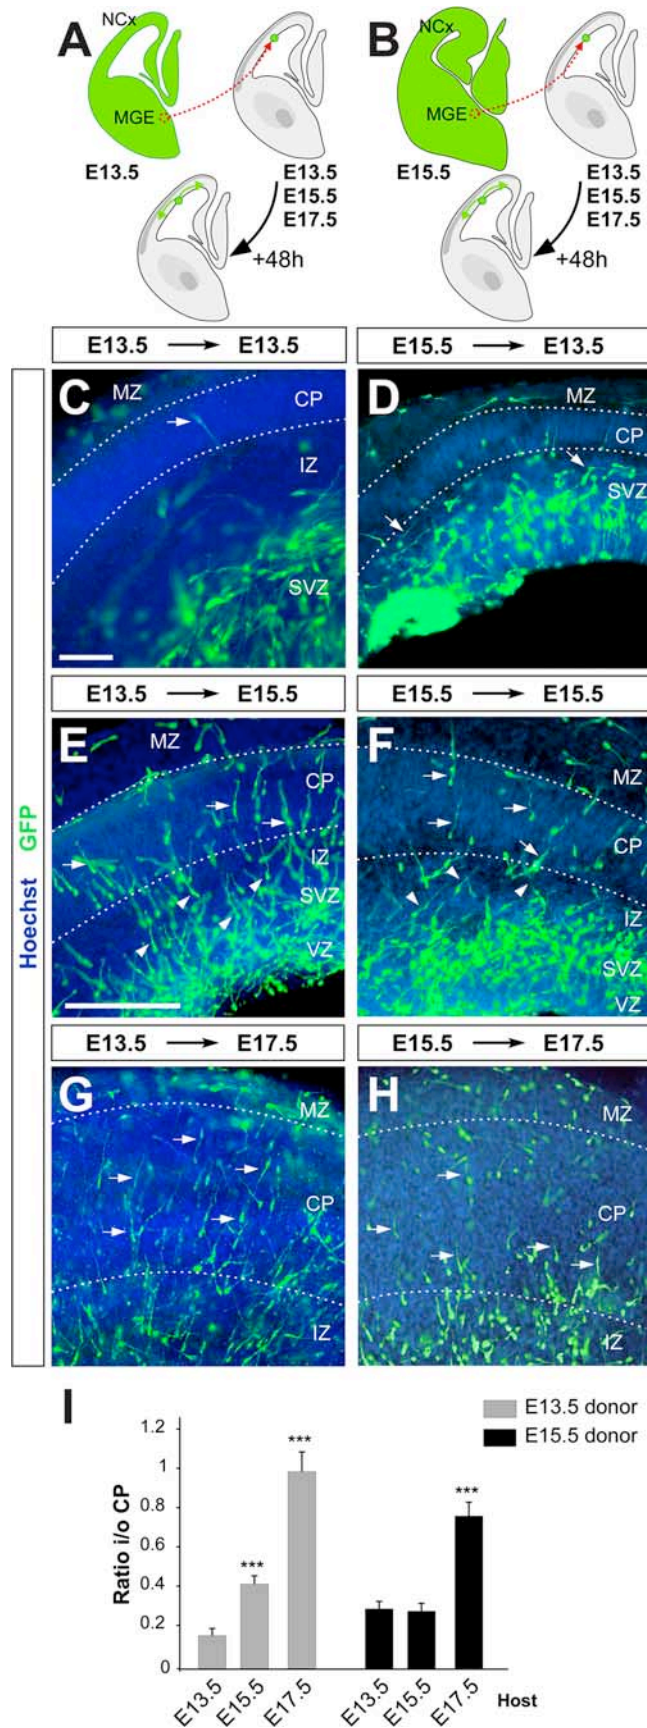 A
NCx
MGE
E13.5
E13.5
E15.5
E17.5
+48h
B
NCx
MGE
E15.5
E13.5
E15.5
E17.5
+48h
Hoechst GFP
E13.5 → E13.5
E15.5 → E13.5
C
MZ
CP
IZ
SVZ
D
MZ
CP
SVZ
E13.5 → E15.5
E15.5 → E15.5
E
MZ
CP
IZ
SVZ
VZ
F
MZ
CP
IZ
SVZ
VZ
E13.5 → E17.5
E15.5 → E17.5
G
MZ
CP
IZ
H
MZ
CP
IZ
I
E13.5 donor
E15.5 donor
Ratio i/o CP
1.2
1
0.8
0.6
0.4
0.2
0
***
***
***
E13.5
E15.5
E17.5
E13.5
E15.5
E17.5
Host